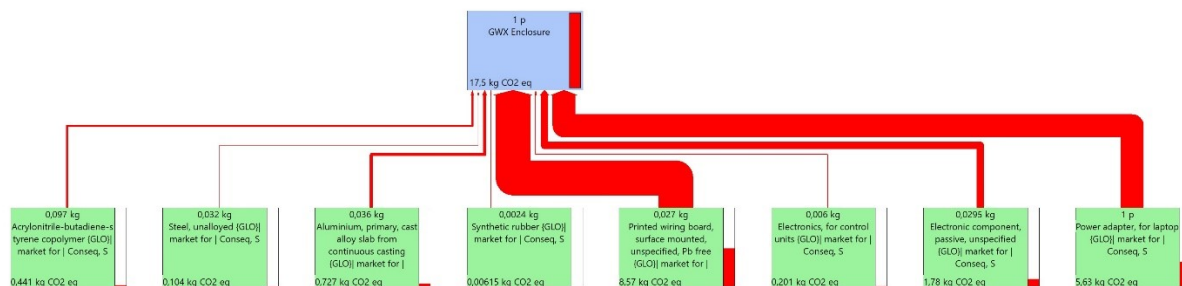 1 p
GWX Enclosure
17,5 kg CO2 eq
0,097 kg
Acrylonitrile-butadiene-s
tyrene copolymer {GLO}|
market for | Conseq, S
0,441 kg CO2 eq
0,032 kg
Steel, unalloyed {GLO}|
market for | Conseq, S
0,104 kg CO2 eq
0,036 kg
Aluminium, primary, cast
alloy slab from
continuous casting
{GLO}| market for |
0,727 kg CO2 eq
0,0024 kg
Synthetic rubber {GLO}|
market for | Conseq, S
0,00615 kg CO2 eq
0,027 kg
Printed wiring board,
surface mounted,
unspecified, Pb free
{GLO}| market for |
8,57 kg CO2 eq
0,006 kg
Electronics, for control
units {GLO}| market for |
Conseq, S
0,201 kg CO2 eq
0,0295 kg
Electronic component,
passive, unspecified
{GLO}| market for |
Conseq, S
1,78 kg CO2 eq
1 p
Power adapter, for laptop
{GLO}| market for |
Conseq, S
5,63 kg CO2 eq